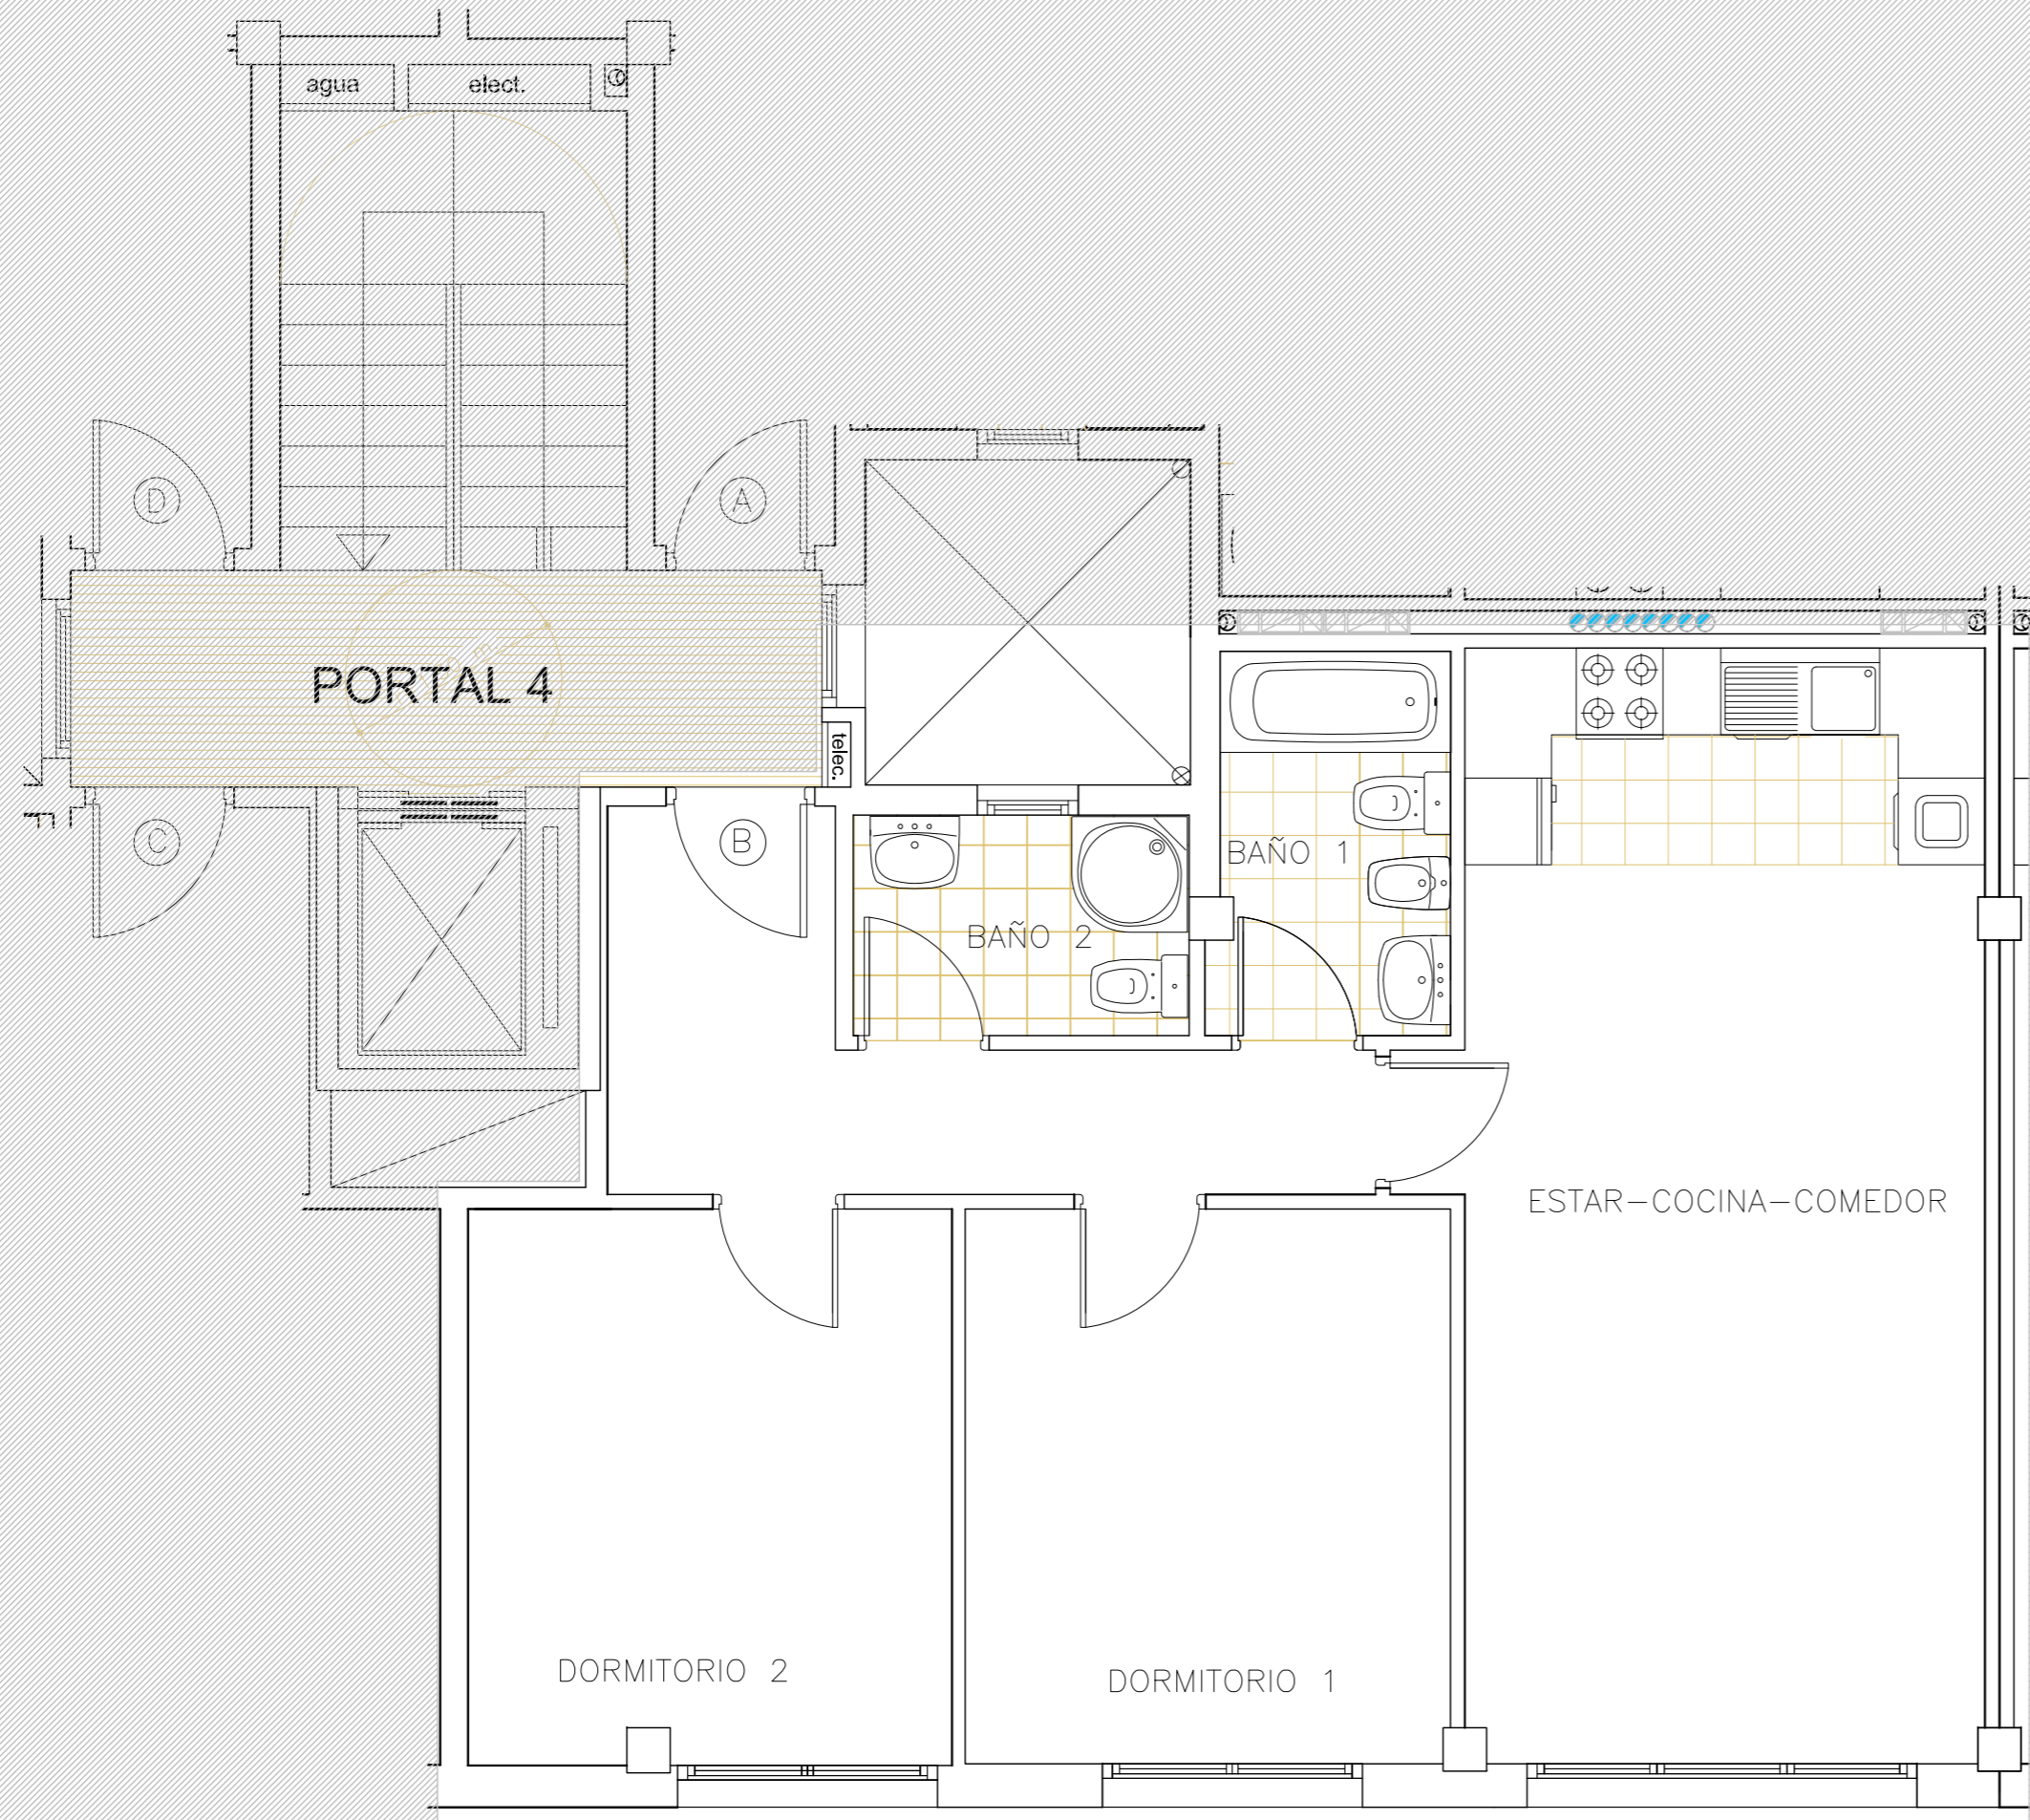 agua
elect.
D
A
PORTAL 4
telec.
C
B
BAÑO 1
BAÑO 2
ESTAR-COCINA-COMEDOR
DORMITORIO 2
DORMITORIO 1